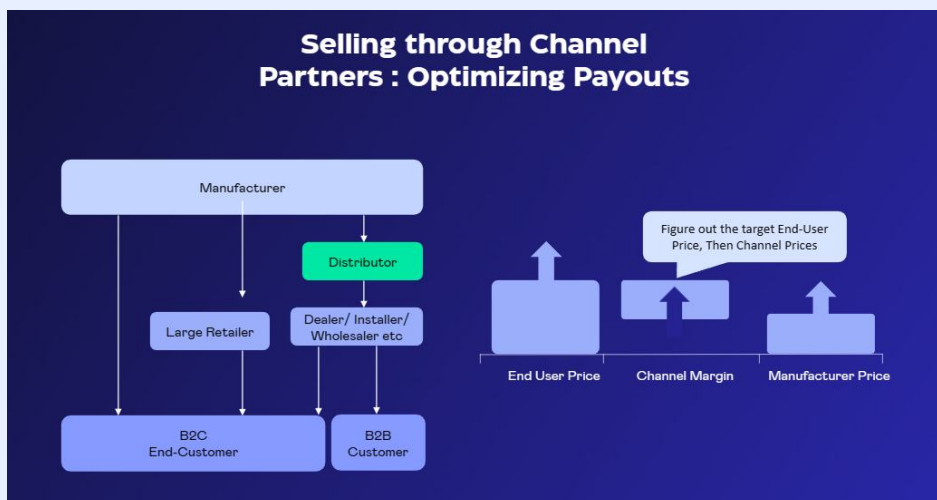 Selling through Channel
Partners : Optimizing Payouts
Manufacturer
Distributor
Large Retailer
Dealer/ Installer/
Wholesaler etc
B2C
End-Customer
B2B
Customer
Figure out the target End-User
Price, Then Channel Prices
End User Price
Channel Margin
Manufacturer Price